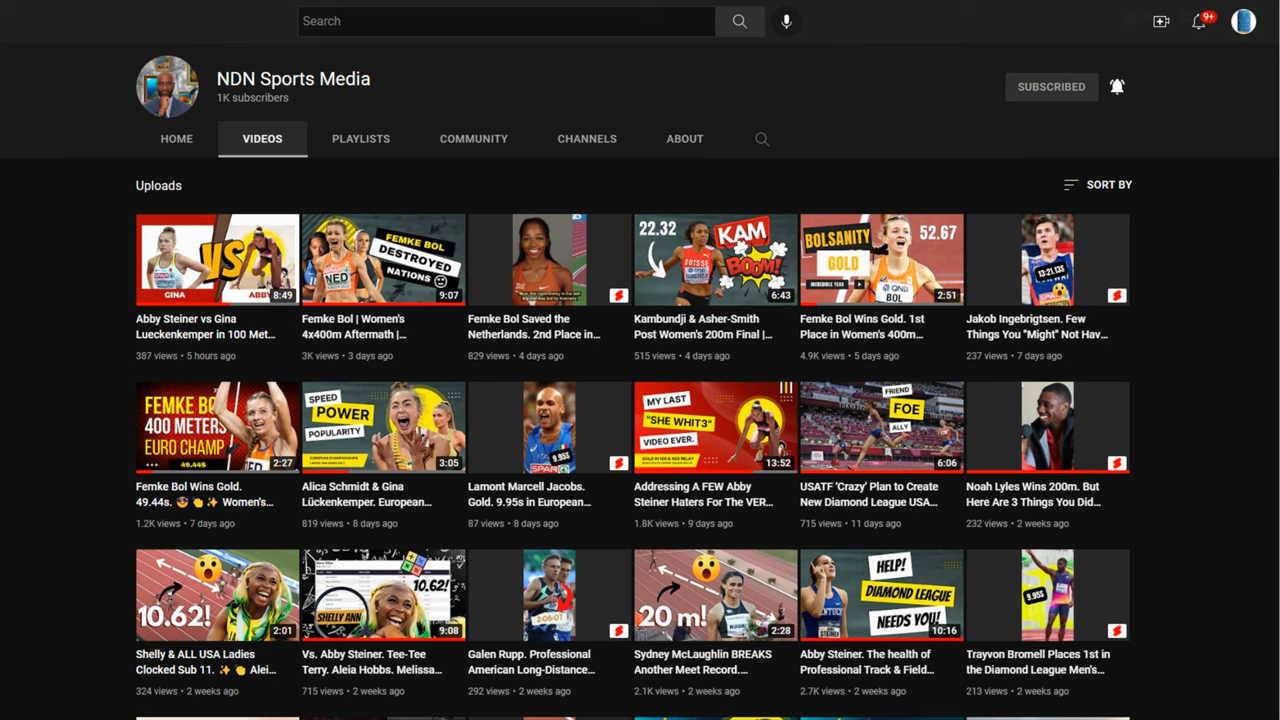 Search
9+
NDN Sports Media
1K subscribers
SUBSCRIBED
HOME
VIDEOS
PLAYLISTS
COMMUNITY
CHANNELS
ABOUT
Uploads
SORT BY
VS
GINA
ABBY
8:49
Abby Steiner vs Gina
Lueckenkemper in 100 Met...
387 views • 5 hours ago
FEMKE BOL
DESTROYED
NATIONS
NED
9:07
Femke Bol | Women's
4x400m Aftermath |...
3K views • 3 days ago
Femke Bol Saved the
Netherlands. 2nd Place in...
829 views • 4 days ago
22.32
KAM
BOOM!
SUISSE
6:43
Kambundji & Asher-Smith
Post Women's 200m Final |...
515 views • 4 days ago
BOLSANITY
GOLD
INCREDIBLE YEAR
52.67
BOL
2:51
Femke Bol Wins Gold. 1st
Place in Women's 400m...
4.9K views • 5 days ago
Jakob Ingebrigtsen. Few
Things You "Might" Not Hav...
237 views • 7 days ago
FEMKE BOL
400 METERS
EURO CHAMP
49.44S
2:27
Femke Bol Wins Gold.
49.44s. 😍 👏 ✨ Women's...
1.2K views • 7 days ago
SPEED
POWER
POPULARITY
3:05
Alica Schmidt & Gina
Lückenkemper. European...
819 views • 8 days ago
9.95S
Lamont Marcell Jacobs.
Gold. 9.95s in European...
87 views • 8 days ago
MY LAST
"SHE WHIT3"
VIDEO EVER.
13:52
Addressing A FEW Abby
Steiner Haters For The VER...
1.8K views • 9 days ago
FRIEND
FOE
ALLY
6:06
USATF 'Crazy' Plan to Create
New Diamond League USA...
715 views • 11 days ago
Noah Lyles Wins 200m. But
Here Are 3 Things You Did...
232 views • 2 weeks ago
10.62!
2:01
Shelly & ALL USA Ladies
Clocked Sub 11. ✨ 👏 Alei...
324 views • 2 weeks ago
10.62!
SHELLY ANN
9:08
Vs. Abby Steiner. Tee-Tee
Terry. Aleia Hobbs. Melissa...
715 views • 2 weeks ago
2:06:07
Galen Rupp. Professional
American Long-Distance...
292 views • 2 weeks ago
20 m!
2:28
Sydney McLaughlin BREAKS
Another Meet Record....
2.1K views • 2 weeks ago
HELP!
DIAMOND LEAGUE
NEEDS YOU!
10:16
Abby Steiner. The health of
Professional Track & Field...
2.7K views • 2 weeks ago
9.95S
Trayvon Bromell Places 1st in
the Diamond League Men's...
213 views • 2 weeks ago